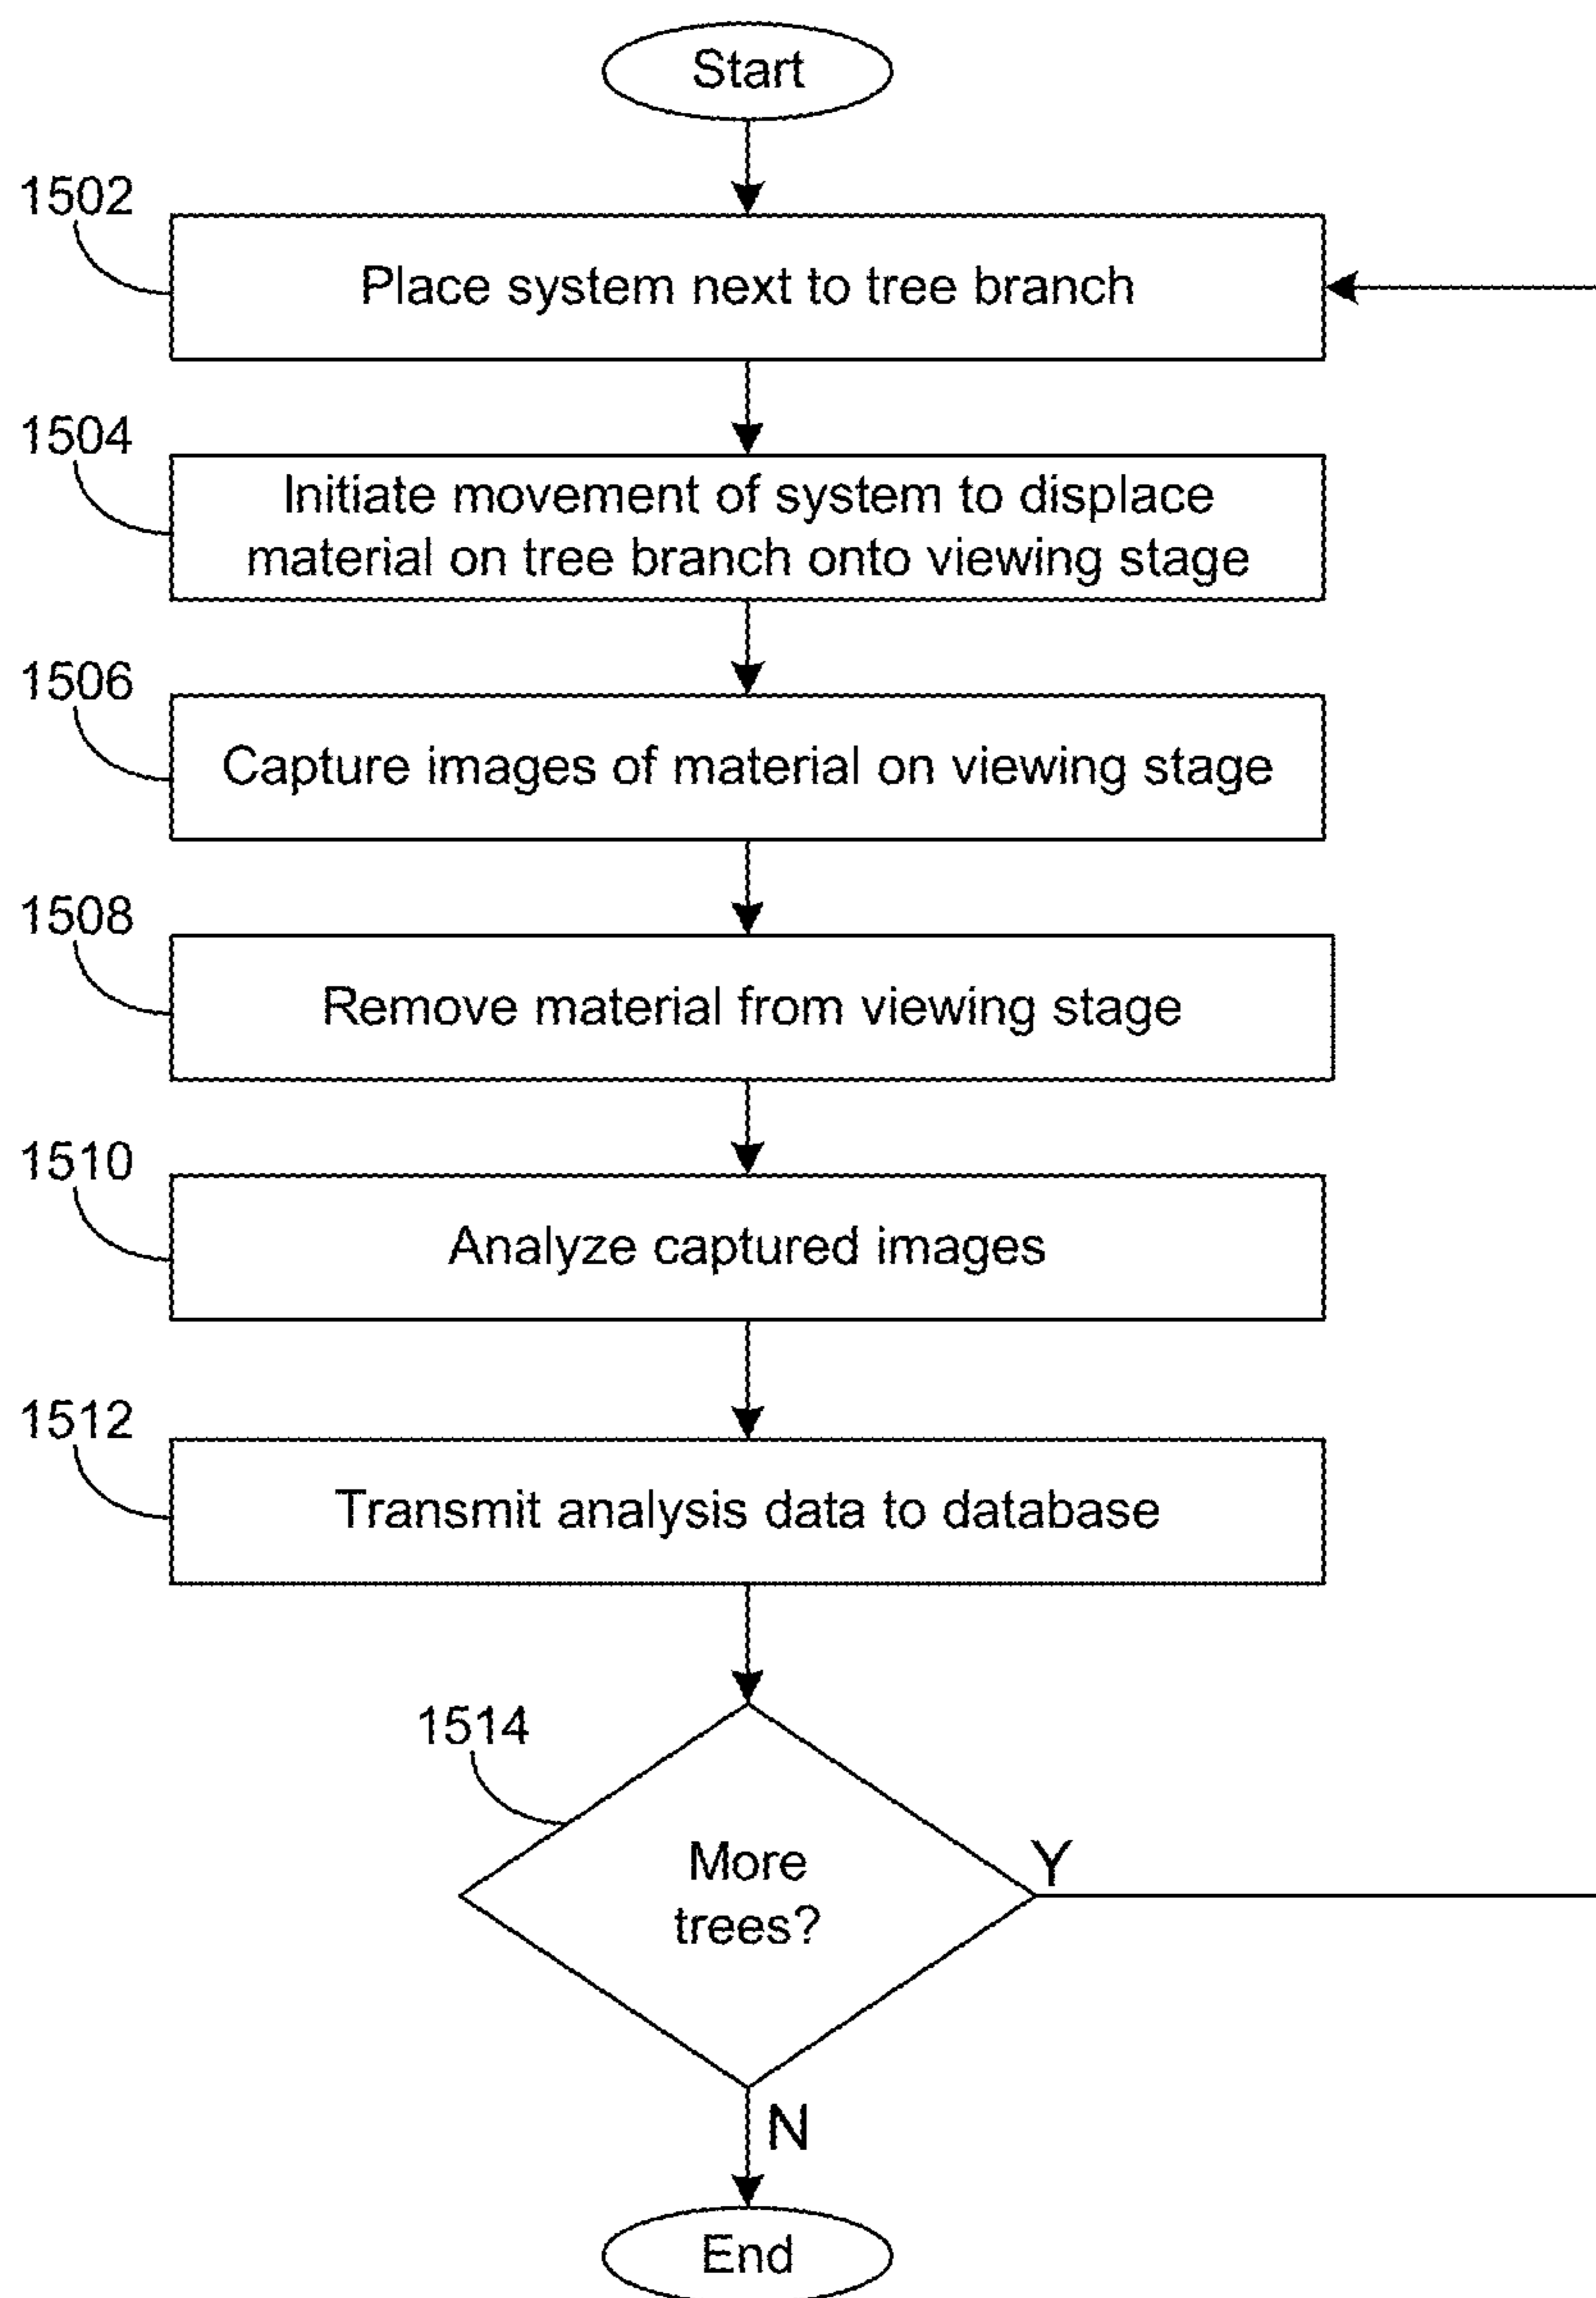 Start
1502
Place system next to tree branch
1504
Initiate movement of system to displace
material on tree branch onto viewing stage
1506
Capture images of material on viewing stage
1508
Remove material from viewing stage
1510
Analyze captured images
1512
Transmit analysis data to database
1514
More
trees?
Y
N
End